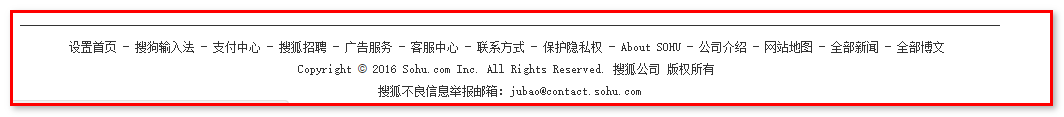 设置首页 - 搜狗输入法 - 支付中心 - 搜狐招聘 - 广告服务 - 客服中心 - 联系方式 - 保护隐私权 - About SOHU - 公司介绍 - 网站地图 - 全部新闻 - 全部博文
Copyright © 2016 Sohu.com Inc. All Rights Reserved. 搜狐公司 版权所有
搜狐不良信息举报邮箱：jubao@contact.sohu.com